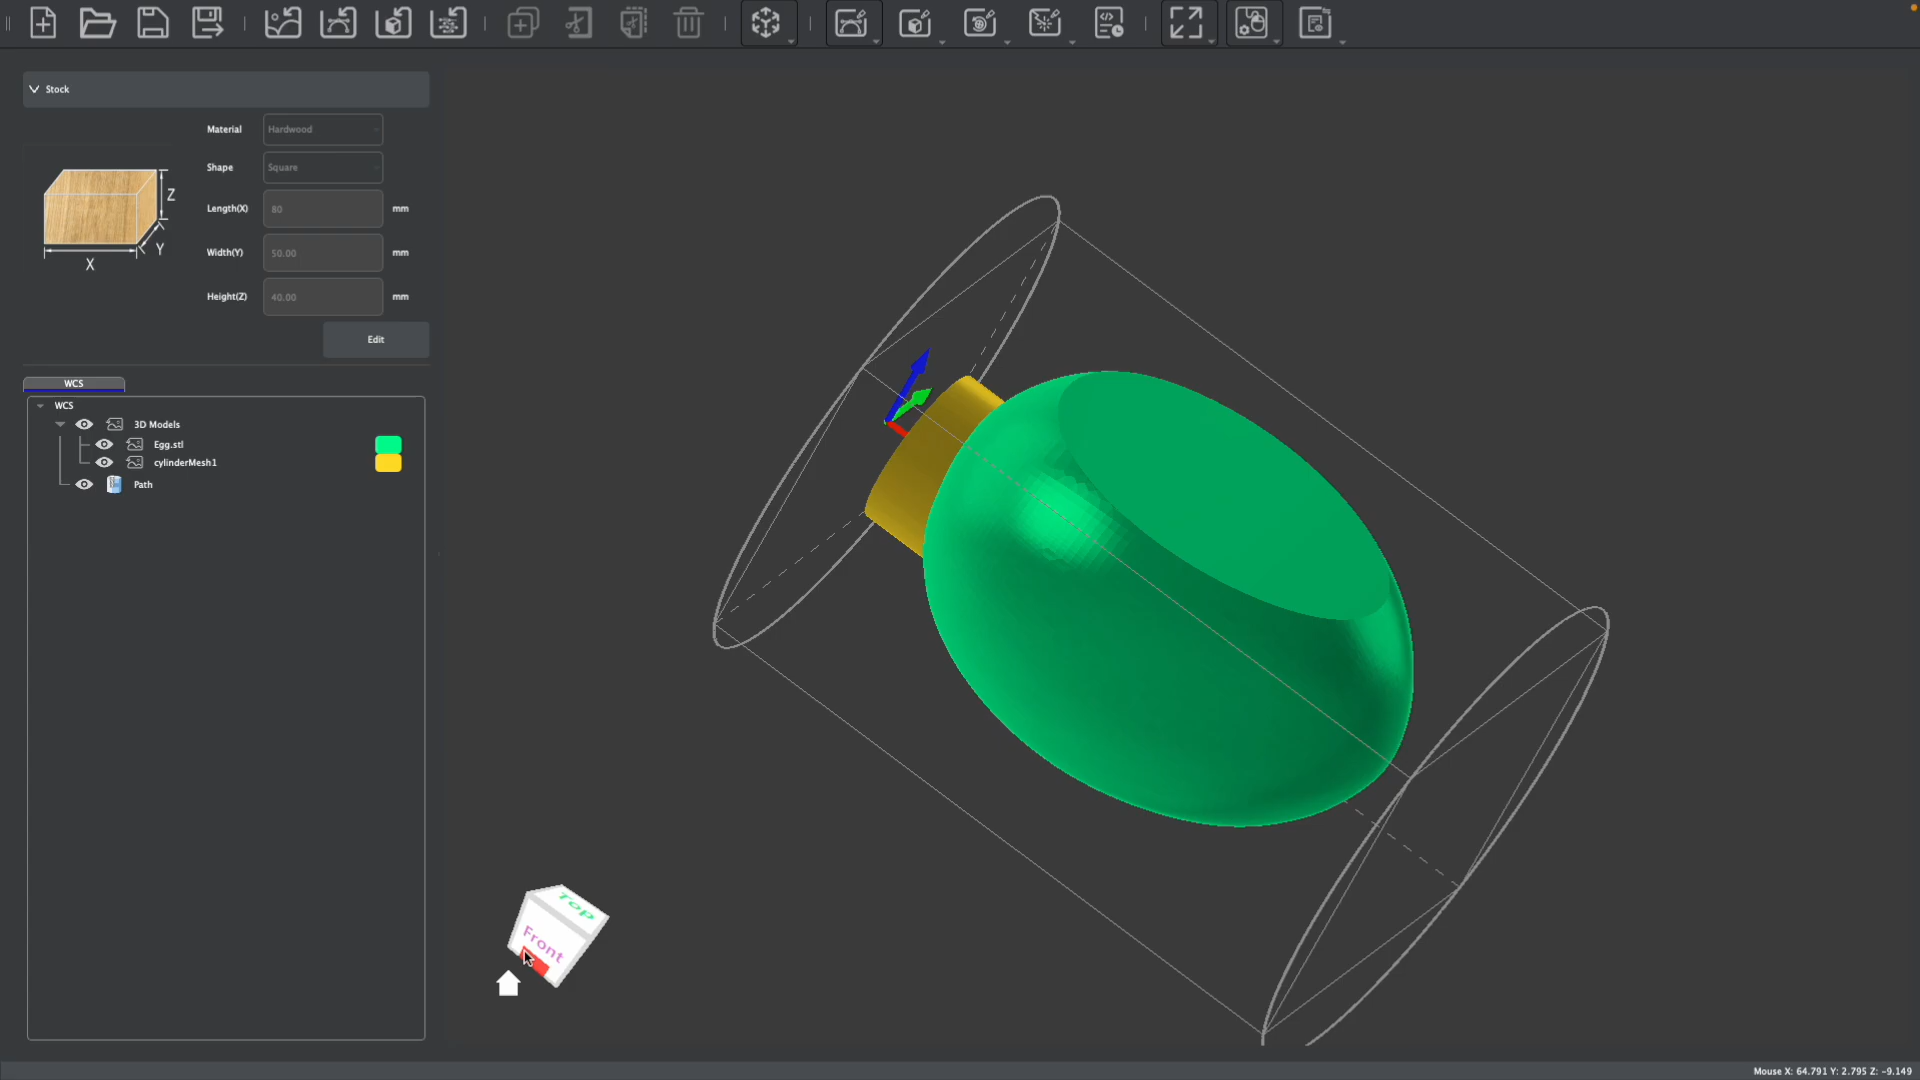 Stock
Material Hardwood
Shape Square
Length(X) 80 mm
Width(Y) 50.00 mm
Height(Z) 40.00 mm
Z
Y
X
Edit
WCS
WCS
3D Models
Egg.stl
cylinderMesh1
Path
Top
Front
Mouse X: 64.791 Y: 2.795 Z: -9.149